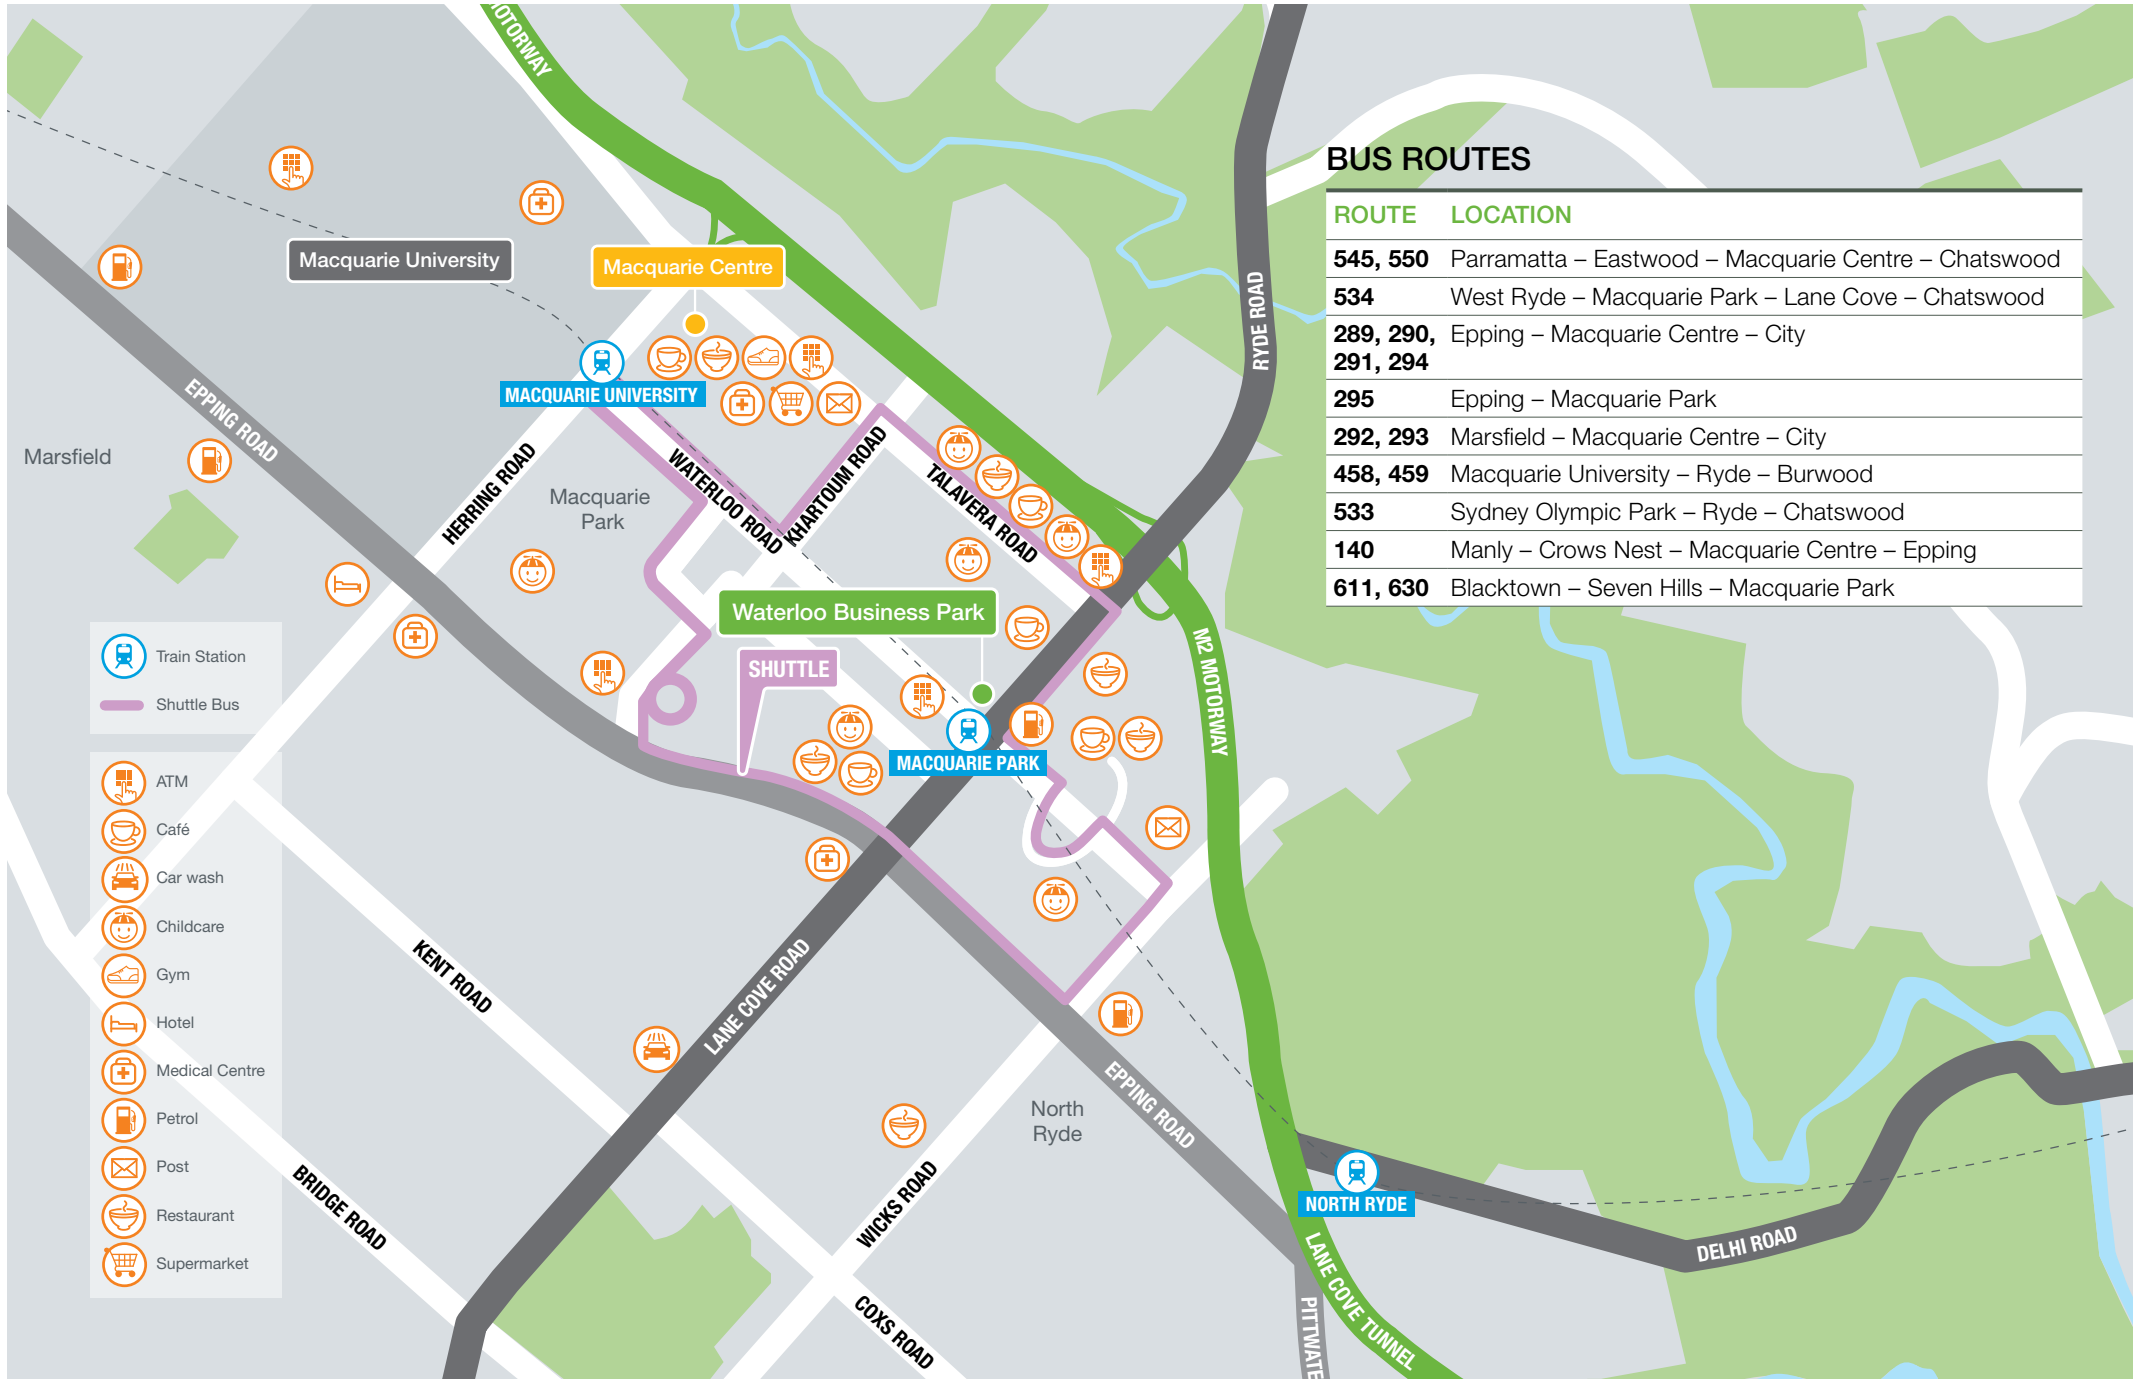 MOTORWAY
BUS ROUTES
ROUTE LOCATION
545, 550 Parramatta – Eastwood – Macquarie Centre – Chatswood
534 West Ryde – Macquarie Park – Lane Cove – Chatswood
289, 290, Epping – Macquarie Centre – City
291, 294
295 Epping – Macquarie Park
292, 293 Marsfield – Macquarie Centre – City
458, 459 Macquarie University – Ryde – Burwood
533 Sydney Olympic Park – Ryde – Chatswood
140 Manly – Crows Nest – Macquarie Centre – Epping
611, 630 Blacktown – Seven Hills – Macquarie Park
Macquarie University
Macquarie Centre
RYDE ROAD
MACQUARIE UNIVERSITY
EPPING ROAD
Marsfield
HERRING ROAD
Macquarie
Park
WATERLOO ROAD
KHARTOUM ROAD
TALAVERA ROAD
Waterloo Business Park
SHUTTLE
M2 MOTORWAY
MACQUARIE PARK
Train Station
Shuttle Bus
ATM
Café
Car wash
Childcare
Gym
Hotel
Medical Centre
Petrol
Post
Restaurant
Supermarket
KENT ROAD
LANE COVE ROAD
BRIDGE ROAD
North
Ryde
EPPING ROAD
WICKS ROAD
COXS ROAD
NORTH RYDE
DELHI ROAD
LANE COVE TUNNEL
PITTWATE